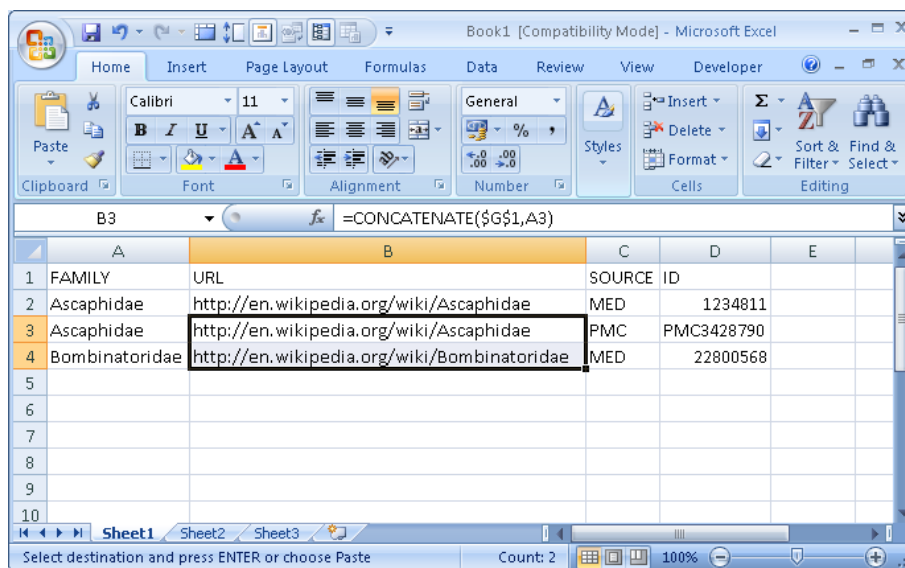 Book1 [Compatibility Mode] - Microsoft Excel
Home Insert Page Layout Formulas Data Review View Developer
Calibri 11 General Insert Σ
B I U A A % , Delete
Paste Styles Format Sort & Filter Find & Select
Clipboard Font Alignment Number Cells Editing
B3 fx =CONCATENATE($G$1,A3)
A B C D E
1 FAMILY URL SOURCE ID
2 Ascaphidae http://en.wikipedia.org/wiki/Ascaphidae MED 1234811
3 Ascaphidae http://en.wikipedia.org/wiki/Ascaphidae PMC PMC3428790
4 Bombinatoridae http://en.wikipedia.org/wiki/Bombinatoridae MED 22800568
5
6
7
8
9
10
Sheet1 Sheet2 Sheet3
Select destination and press ENTER or choose Paste Count: 2 100%